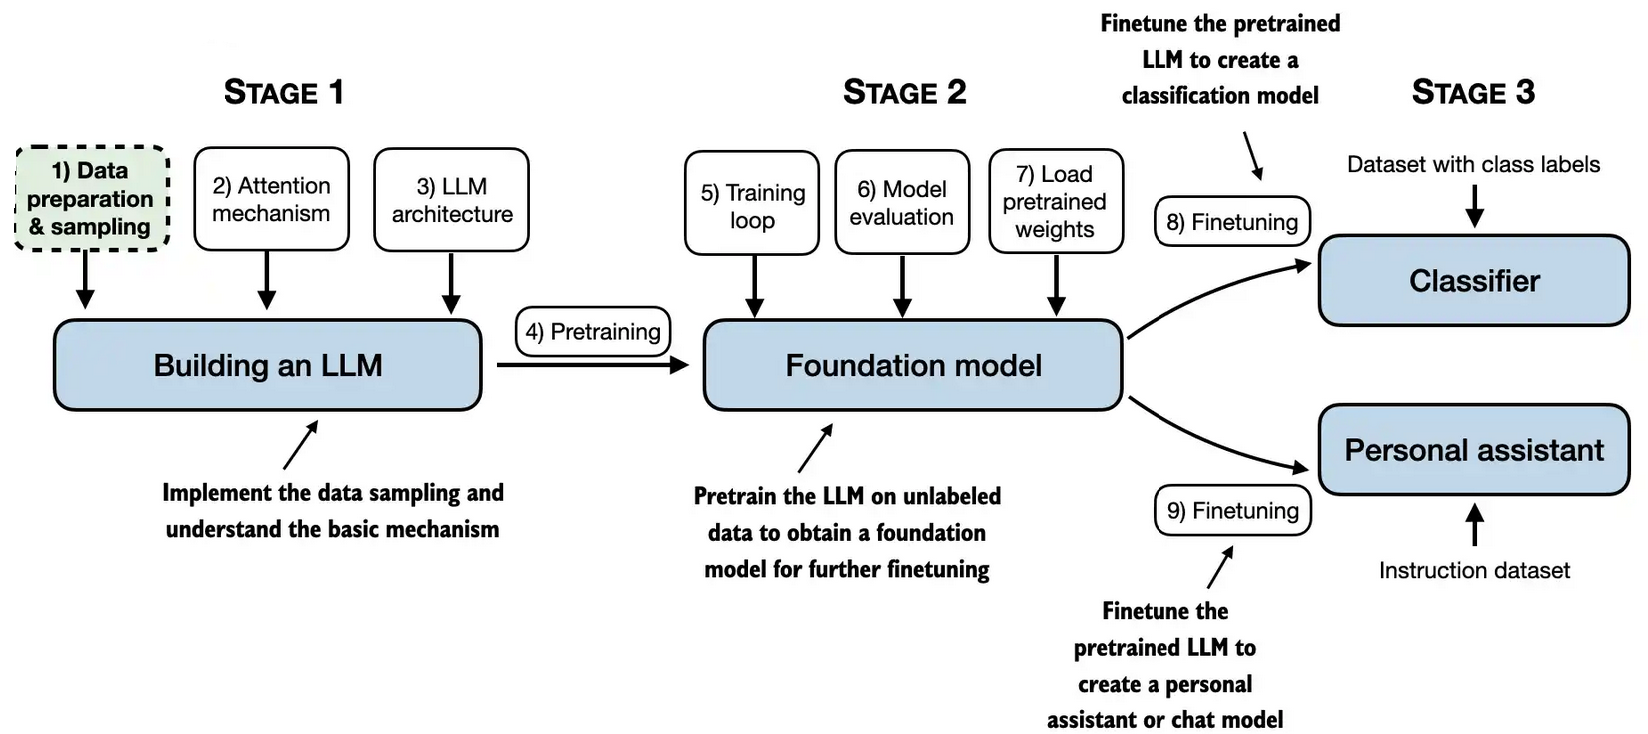 Finetune the pretrained
LLM to create a
classification model
STAGE 1
STAGE 2
STAGE 3
1) Data
preparation
& sampling
2) Attention
mechanism
3) LLM
architecture
5) Training
loop
6) Model
evaluation
7) Load
pretrained
weights
Dataset with class labels
8) Finetuning
Classifier
4) Pretraining
Building an LLM
Foundation model
Personal assistant
Implement the data sampling and
understand the basic mechanism
Pretrain the LLM on unlabeled
data to obtain a foundation
model for further finetuning
9) Finetuning
Instruction dataset
Finetune the
pretrained LLM to
create a personal
assistant or chat model